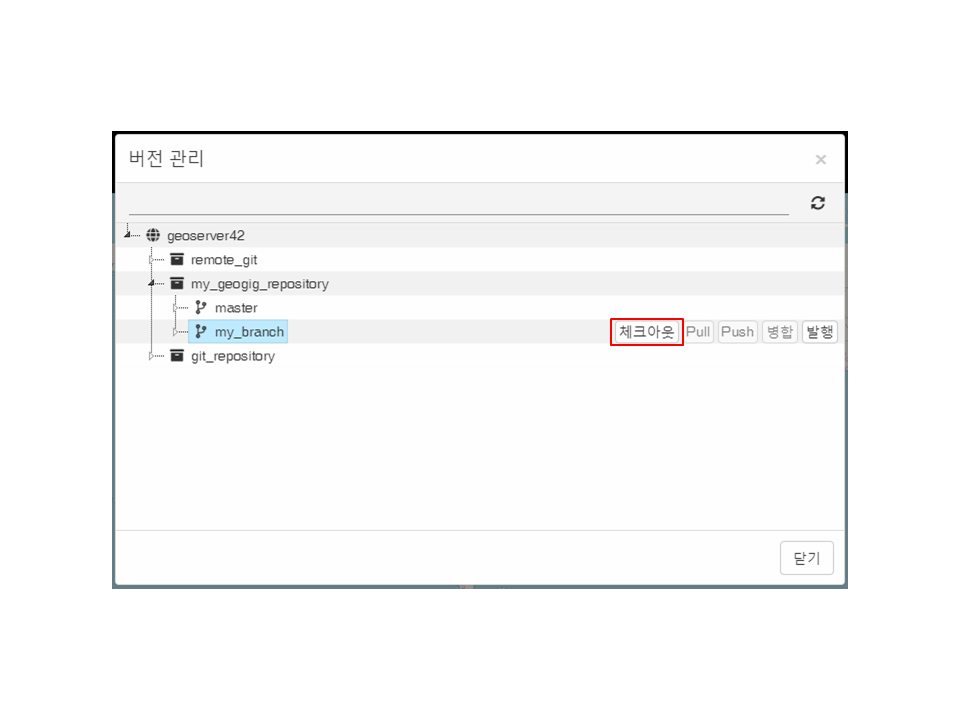 버전 관리
×
geoserver42
remote_git
my_geogig_repository
master
my_branch 체크아웃 Pull Push 병합 발행
git_repository
닫기